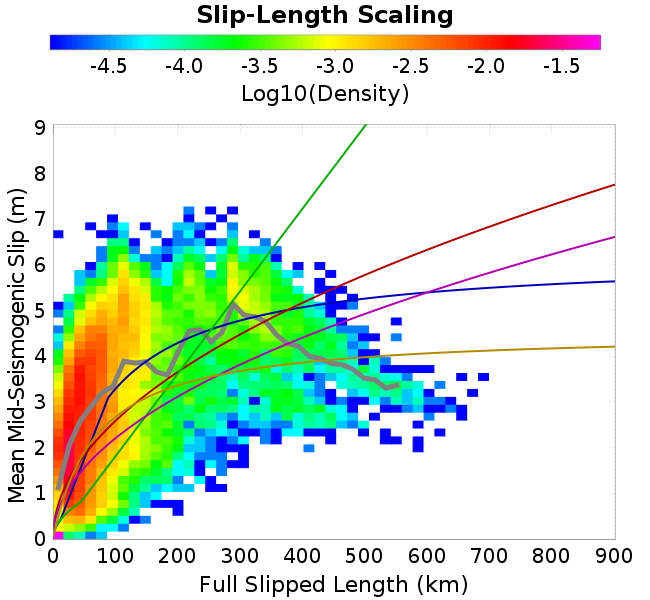 Slip-Length Scaling
-4.5 -4.0 -3.5 -3.0 -2.5 -2.0 -1.5
Log10(Density)
Mean Mid-Seismogenic Slip (m)
9
8
7
6
5
4
3
2
1
0
0 100 200 300 400 500 600 700 800 900
Full Slipped Length (km)